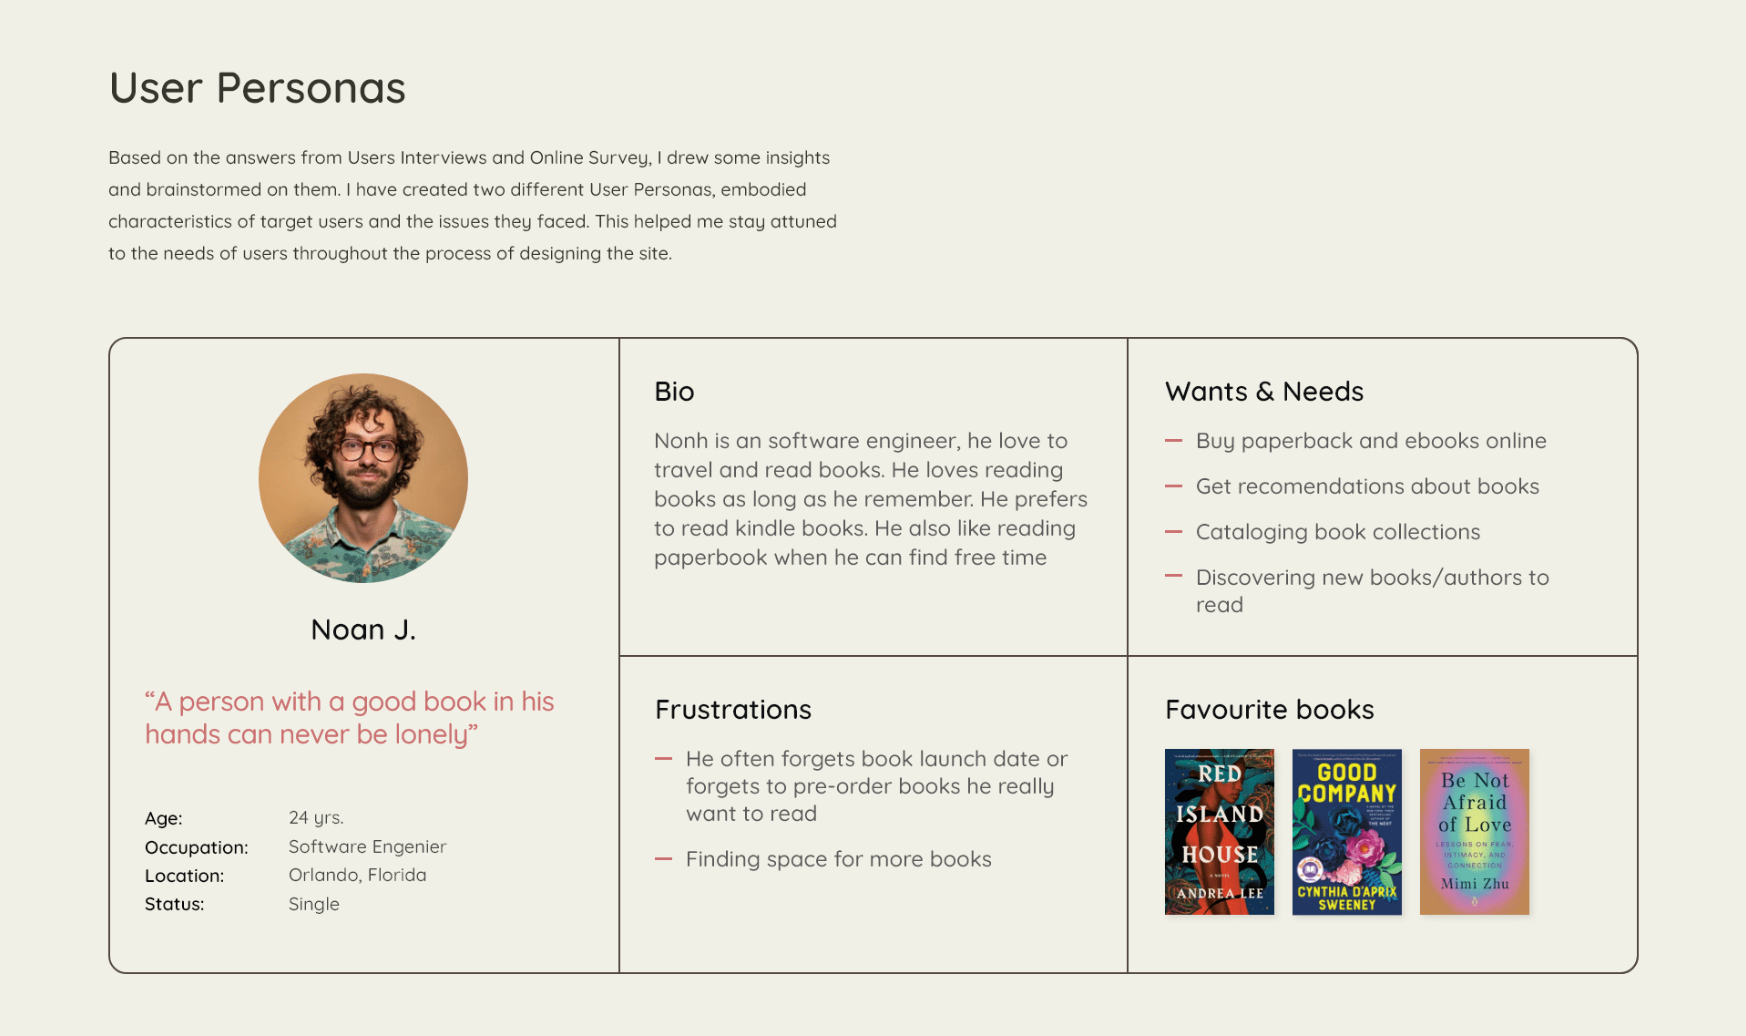 User Personas
Based on the answers from Users Interviews and Online Survey, I drew some insights
and brainstormed on them. I have created two different User Personas, embodied
characteristics of target users and the issues they faced. This helped me stay attuned
to the needs of users throughout the process of designing the site.
Noan J.
“A person with a good book in his
hands can never be lonely”
Age: 24 yrs.
Occupation: Software Engenier
Location: Orlando, Florida
Status: Single
Bio
Nonh is an software engineer, he love to
travel and read books. He loves reading
books as long as he remember. He prefers
to read kindle books. He also like reading
paperbook when he can find free time
Wants & Needs
Buy paperback and ebooks online
Get recomendations about books
Cataloging book collections
Discovering new books/authors to
read
Frustrations
He often forgets book launch date or
forgets to pre-order books he really
want to read
Finding space for more books
Favourite books
RED
ISLAND
HOUSE
A NOVEL
ANDREA LEE
GOOD
COMPANY
THE NEST
CYNTHIA D'APRIX
SWEENEY
Be Not
Afraid
of Love
LESSONS ON FEAR,
INTIMACY, AND
CONNECTION
Mimi Zhu